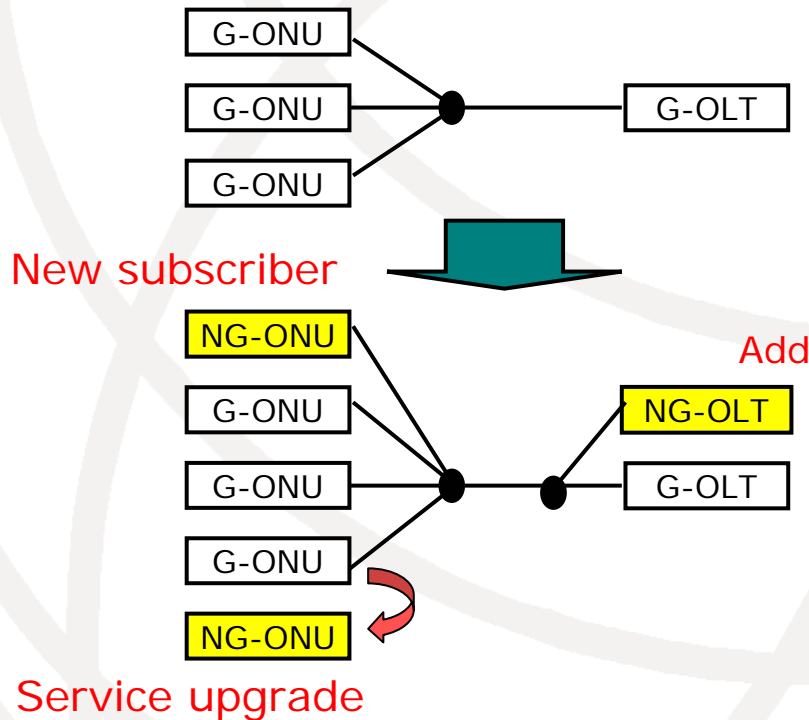 G-ONU
G-ONU
G-OLT
G-ONU
New subscriber
NG-ONU
Add
G-ONU
NG-OLT
G-ONU
G-OLT
G-ONU
NG-ONU
Service upgrade